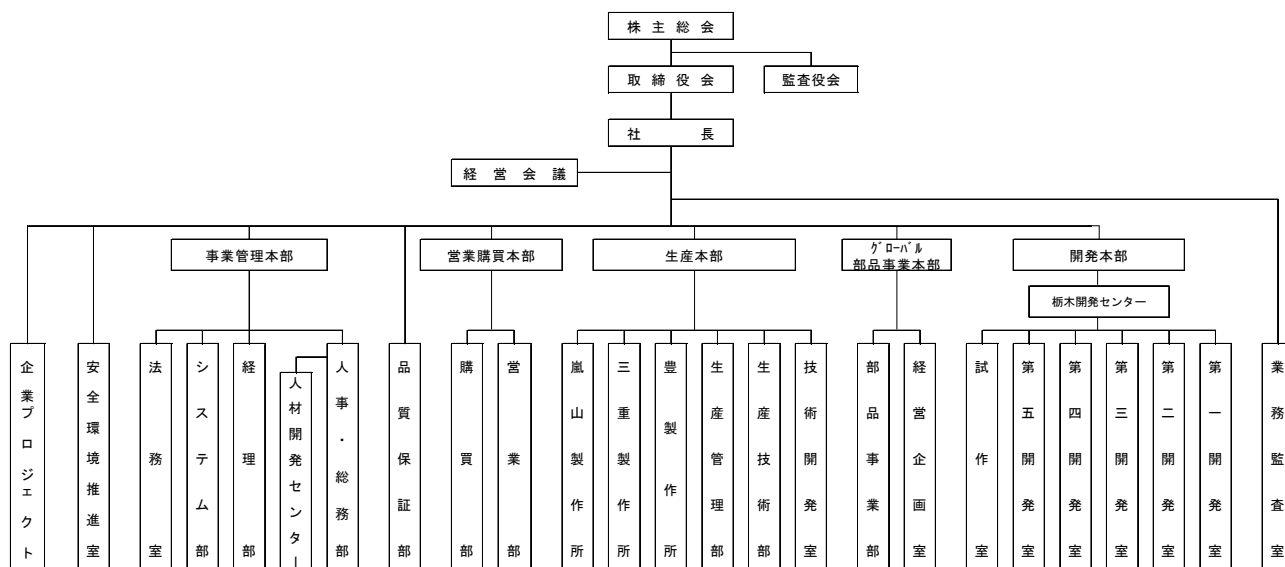 株主総会
取締役会
監査役会
社長
経営会議
事業管理本部
営業購買本部
生産本部
グローバル
部品事業本部
開発本部
栃木開発センター
企業プロジェクト
安全環境推進室
法務室
システム部
経理部
人材開発センター
人事・総務部
品質保証部
購買部
営業部
嵐山製作所
三重製作所
豊製作所
生産管理部
生産技術部
技術開発室
部品事業部
経営企画室
試作室
第五開発室
第四開発室
第三開発室
第二開発室
第一開発室
業務監査室